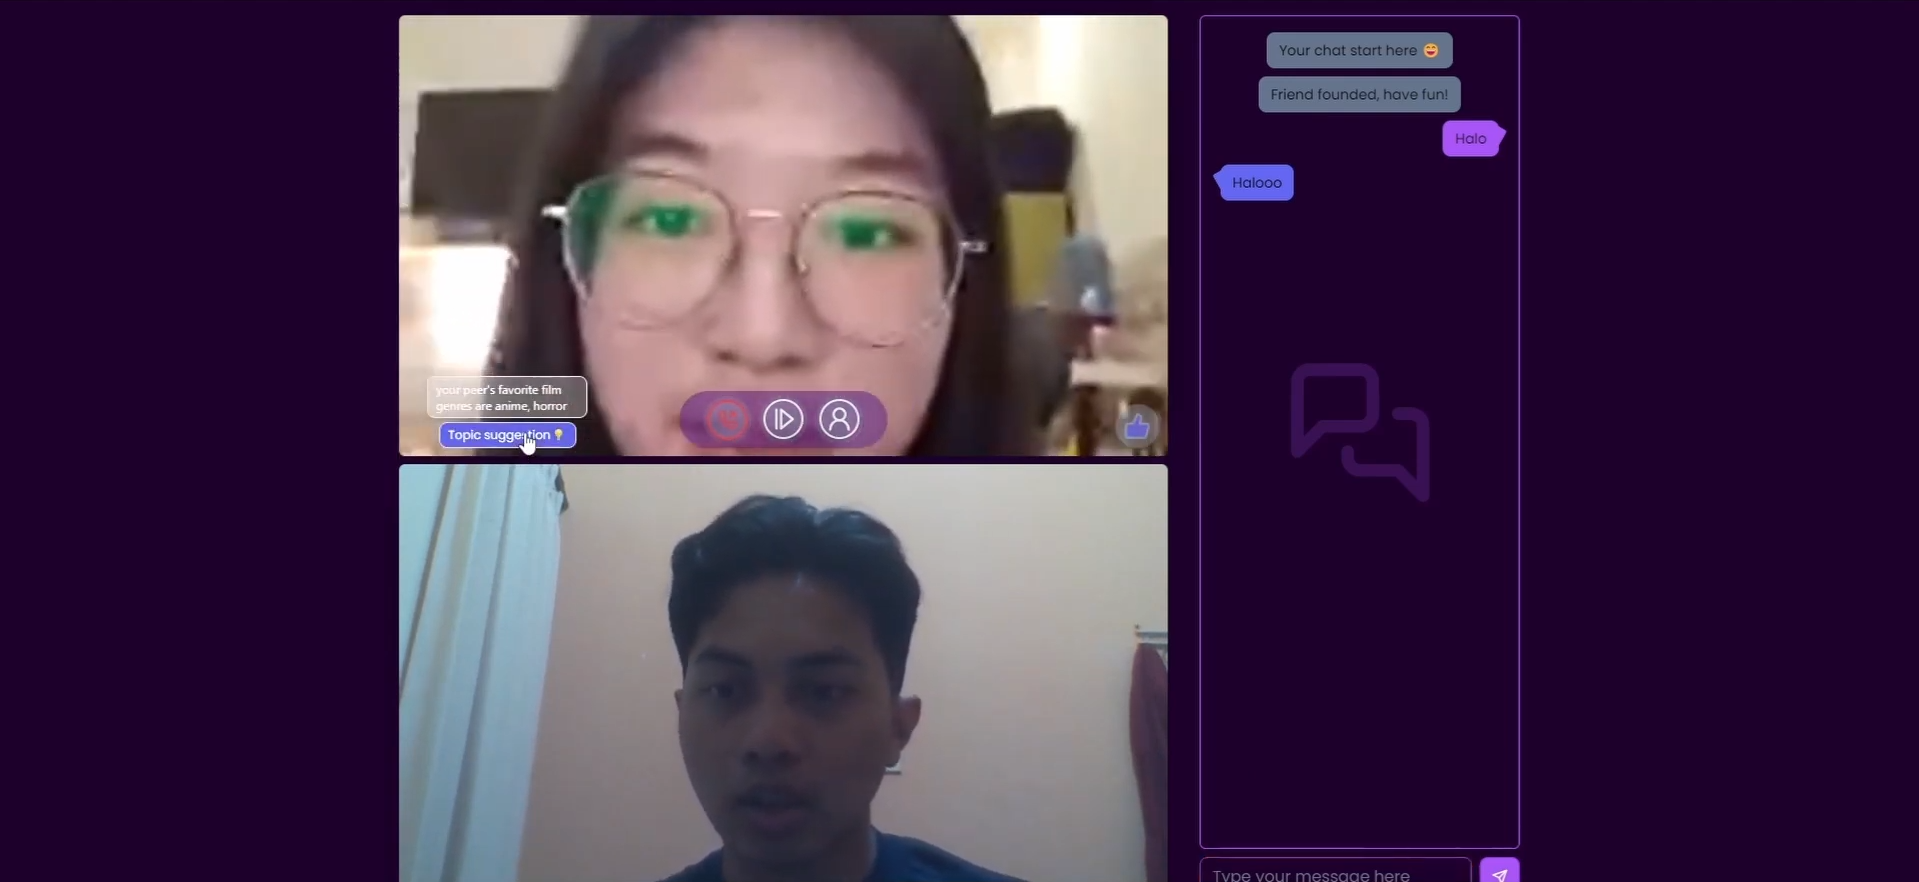 your peer's favorite film
genres are anime, horror
Topic suggestion
Your chat start here 😄
Friend founded, have fun!
Halo
Halooo
Type your message here